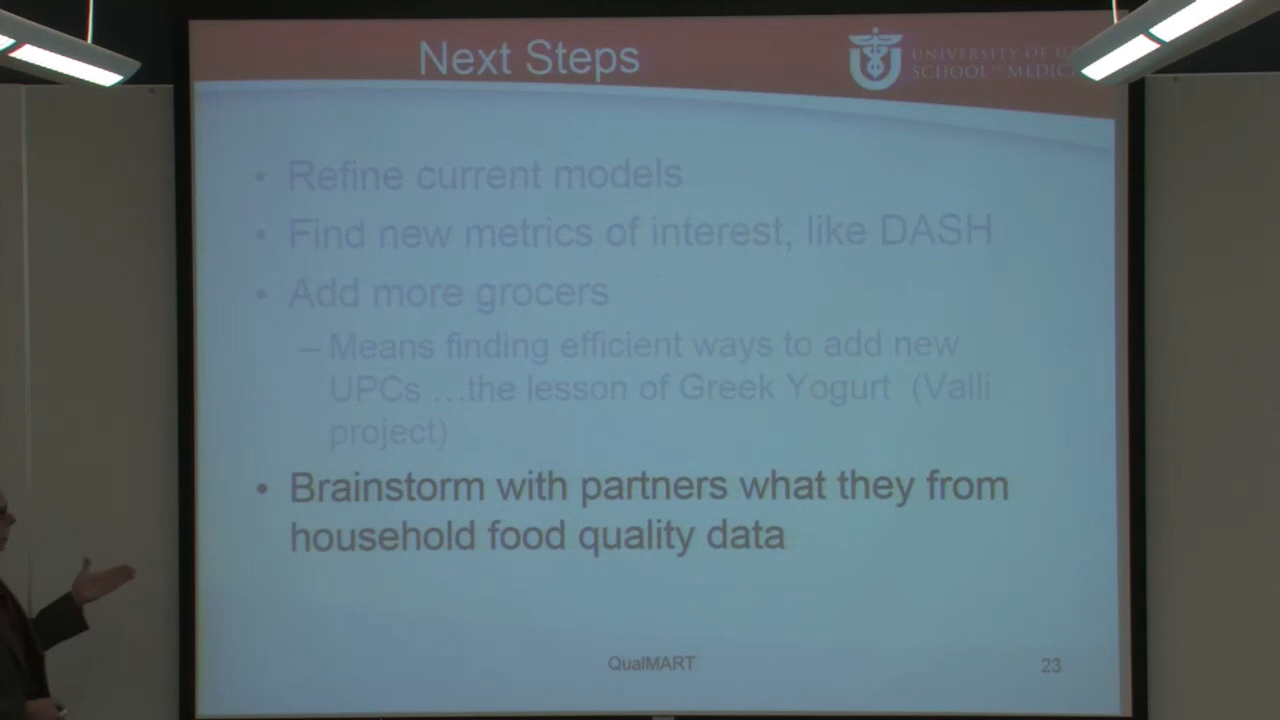 Next Steps
UNIVERSITY OF
SCHOOL OF
• Refine current models
• Find new metrics of interest, like DASH
• Add more grocers
– Means finding efficient ways to add new
UPCs …the lesson of Greek Yogurt (Valli
project)
• Brainstorm with partners what they from
household food quality data
QualMART
23